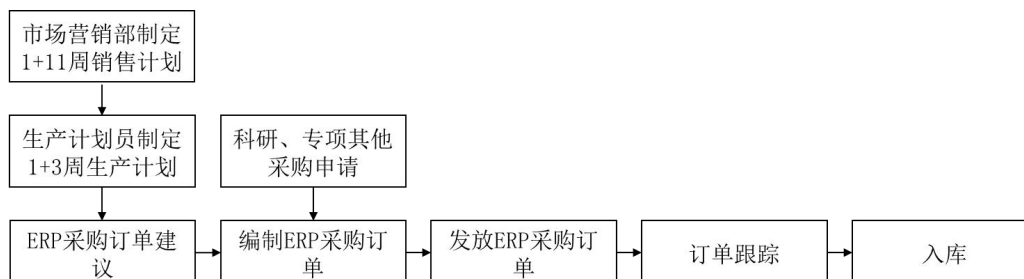 市场营销部制定
1+11周销售计划
生产计划员制定
1+3周生产计划
科研、专项其他
采购申请
ERP采购订单建
议
编制ERP采购订
单
发放ERP采购订
单
订单跟踪
入库